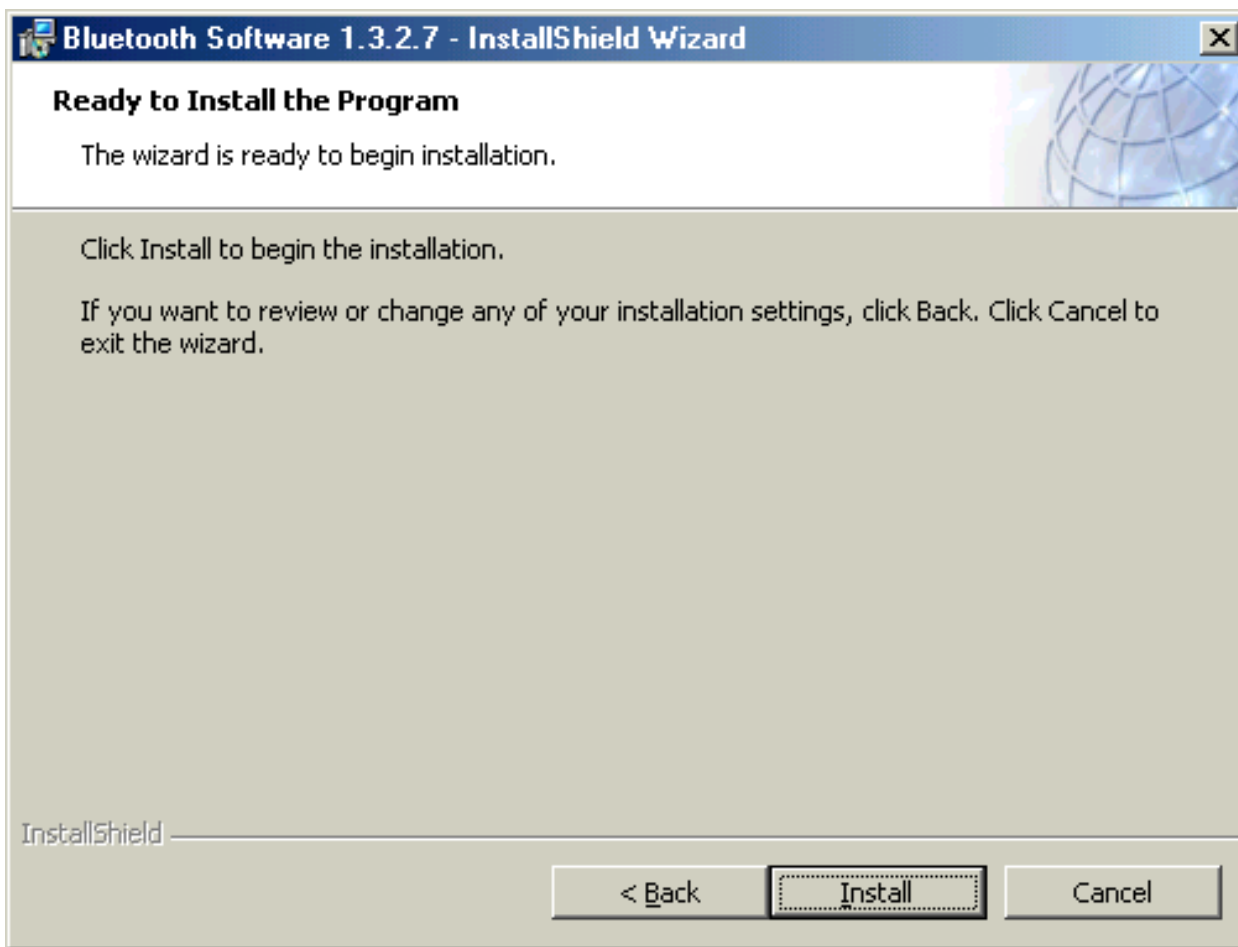 Bluetooth Software 1.3.2.7 - InstallShield Wizard
Ready to Install the Program
The wizard is ready to begin installation.
Click Install to begin the installation.
If you want to review or change any of your installation settings, click Back. Click Cancel to
exit the wizard.
InstallShield
< Back
Install
Cancel